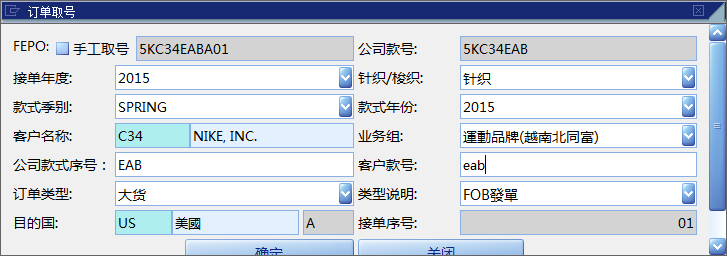 订单取号
FEPO: 手工取号 5KC34EABA01 公司款号: 5KC34EAB
接单年度: 2015 针织/梭织: 针织
款式季别: SPRING 款式年份: 2015
客户名称: C34 NIKE, INC. 业务组: 運動品牌(越南北同富)
公司款式序号： EAB 客户款号: eab
订单类型: 大货 类型说明: FOB發單
目的国: US 美國 A 接单序号: 01
确定 关闭